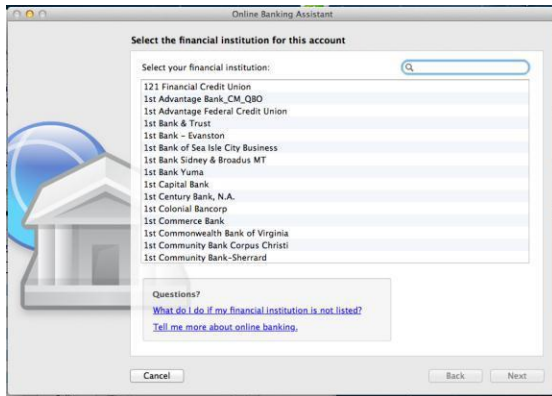 Online Banking Assistant
Select the financial institution for this account
Select your financial institution:
121 Financial Credit Union
1st Advantage Bank_CM_QBO
1st Advantage Federal Credit Union
1st Bank & Trust
1st Bank - Evanston
1st Bank of Sea Isle City Business
1st Bank Sidney & Broadus MT
1st Bank Yuma
1st Capital Bank
1st Century Bank, N.A.
1st Colonial Bancorp
1st Commerce Bank
1st Commonwealth Bank of Virginia
1st Community Bank Corpus Christi
1st Community Bank-Sherrard
Questions?
What do I do if my financial institution is not listed?
Tell me more about online banking.
Cancel
Back
Next